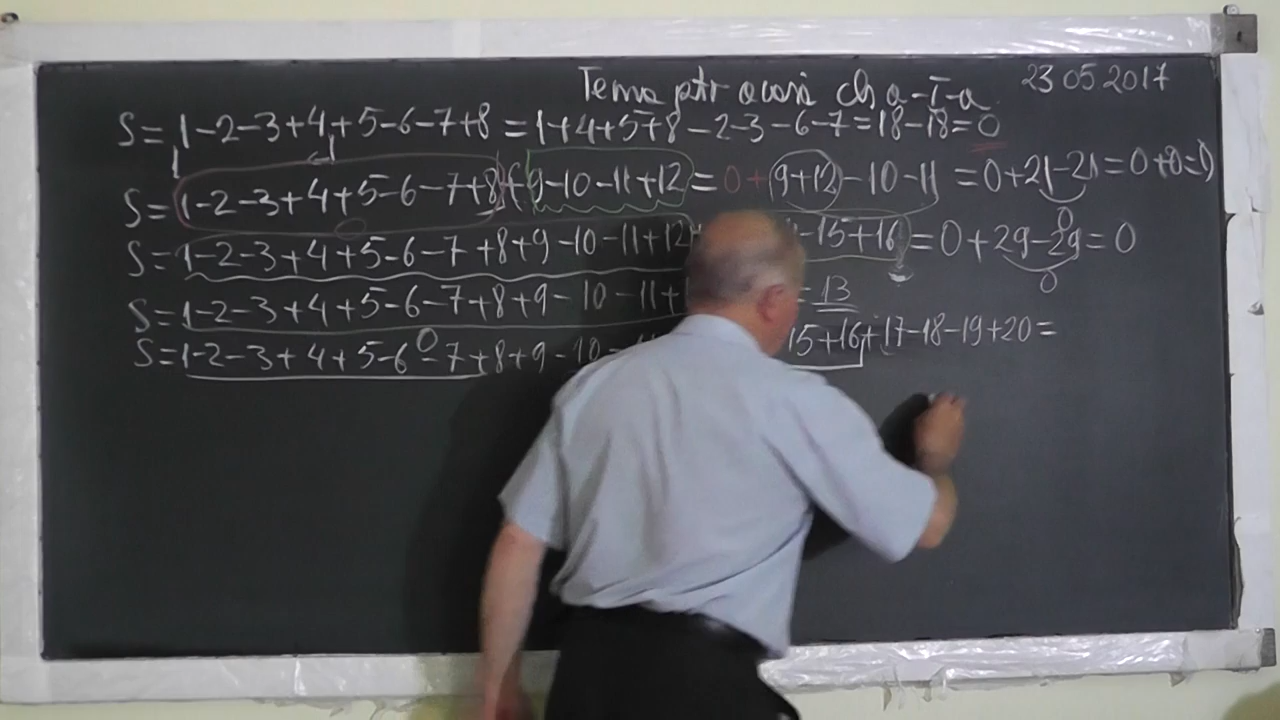 Tema ptr acasă cls a-I-a 23 05 2017
S=1-2-3+4+5-6-7+8=1+4+5+8-2-3-6-7=18-18=0
S=1-2-3+4+5-6-7+8+9-10-11+12=0+9+12-10-11=0+21-21=0+0=0
0
S=1-2-3+4+5-6-7+8+9-10-11+12 -15+16=0+29-29=0
0
S=1-2-3+4+5-6-7+8+9-10-11+ =13
0
S=1-2-3+4+5-6-7+8+9-10- 15+16+17-18-19+20=